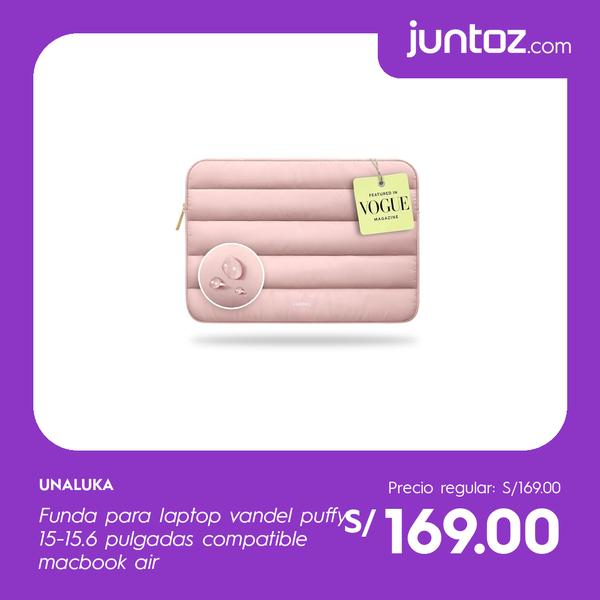 juntoz.com
FEATURED IN
VOGUE
MAGAZINE
UNALUKA
Funda para laptop vandel puffy
15-15.6 pulgadas compatible
macbook air
Precio regular: S/169.00
S/ 169.00